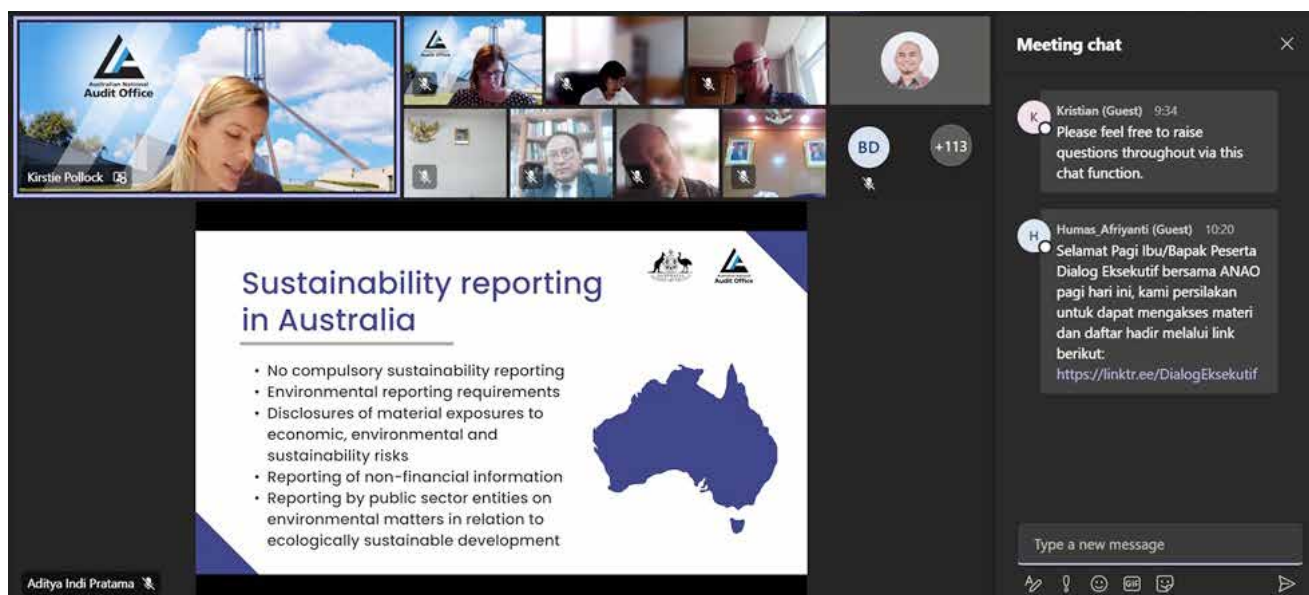 Australian National
Audit Office
Kirstie Pollock
Audit Office
BD
+113
Sustainability reporting
in Australia
Audit Office
• No compulsory sustainability reporting
• Environmental reporting requirements
• Disclosures of material exposures to
economic, environmental and
sustainability risks
• Reporting of non-financial information
• Reporting by public sector entities on
environmental matters in relation to
ecologically sustainable development
Aditya Indi Pratama
Meeting chat
K
Kristian (Guest) 9:34
Please feel free to raise
questions throughout via this
chat function.
H
Humas_Afriyanti (Guest) 10:20
Selamat Pagi Ibu/Bapak Peserta
Dialog Eksekutif bersama ANAO
pagi hari ini, kami persilakan
untuk dapat mengakses materi
dan daftar hadir melalui link
berikut:
https://linktr.ee/DialogEksekutif
Type a new message
GIF